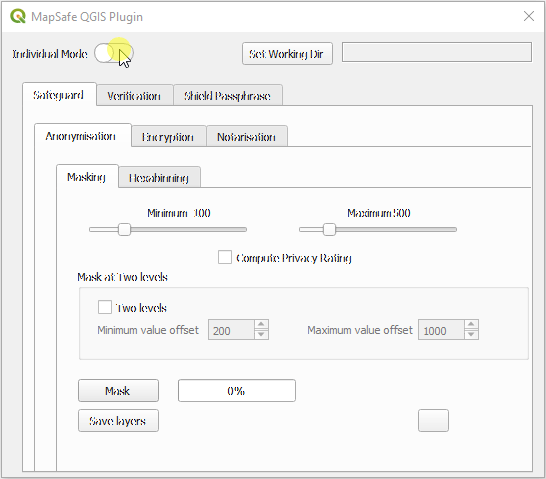 MapSafe QGIS Plugin
Individual Mode Set Working Dir
Safeguard Verification Shield Passphrase
Anonymisation Encryption Notarisation
Masking Hexabinning
Minimum 100 Maximum 500
Compute Privacy Rating
Mask at Two levels
Two levels
Minimum value offset 200 Maximum value offset 1000
Mask 0%
Save layers